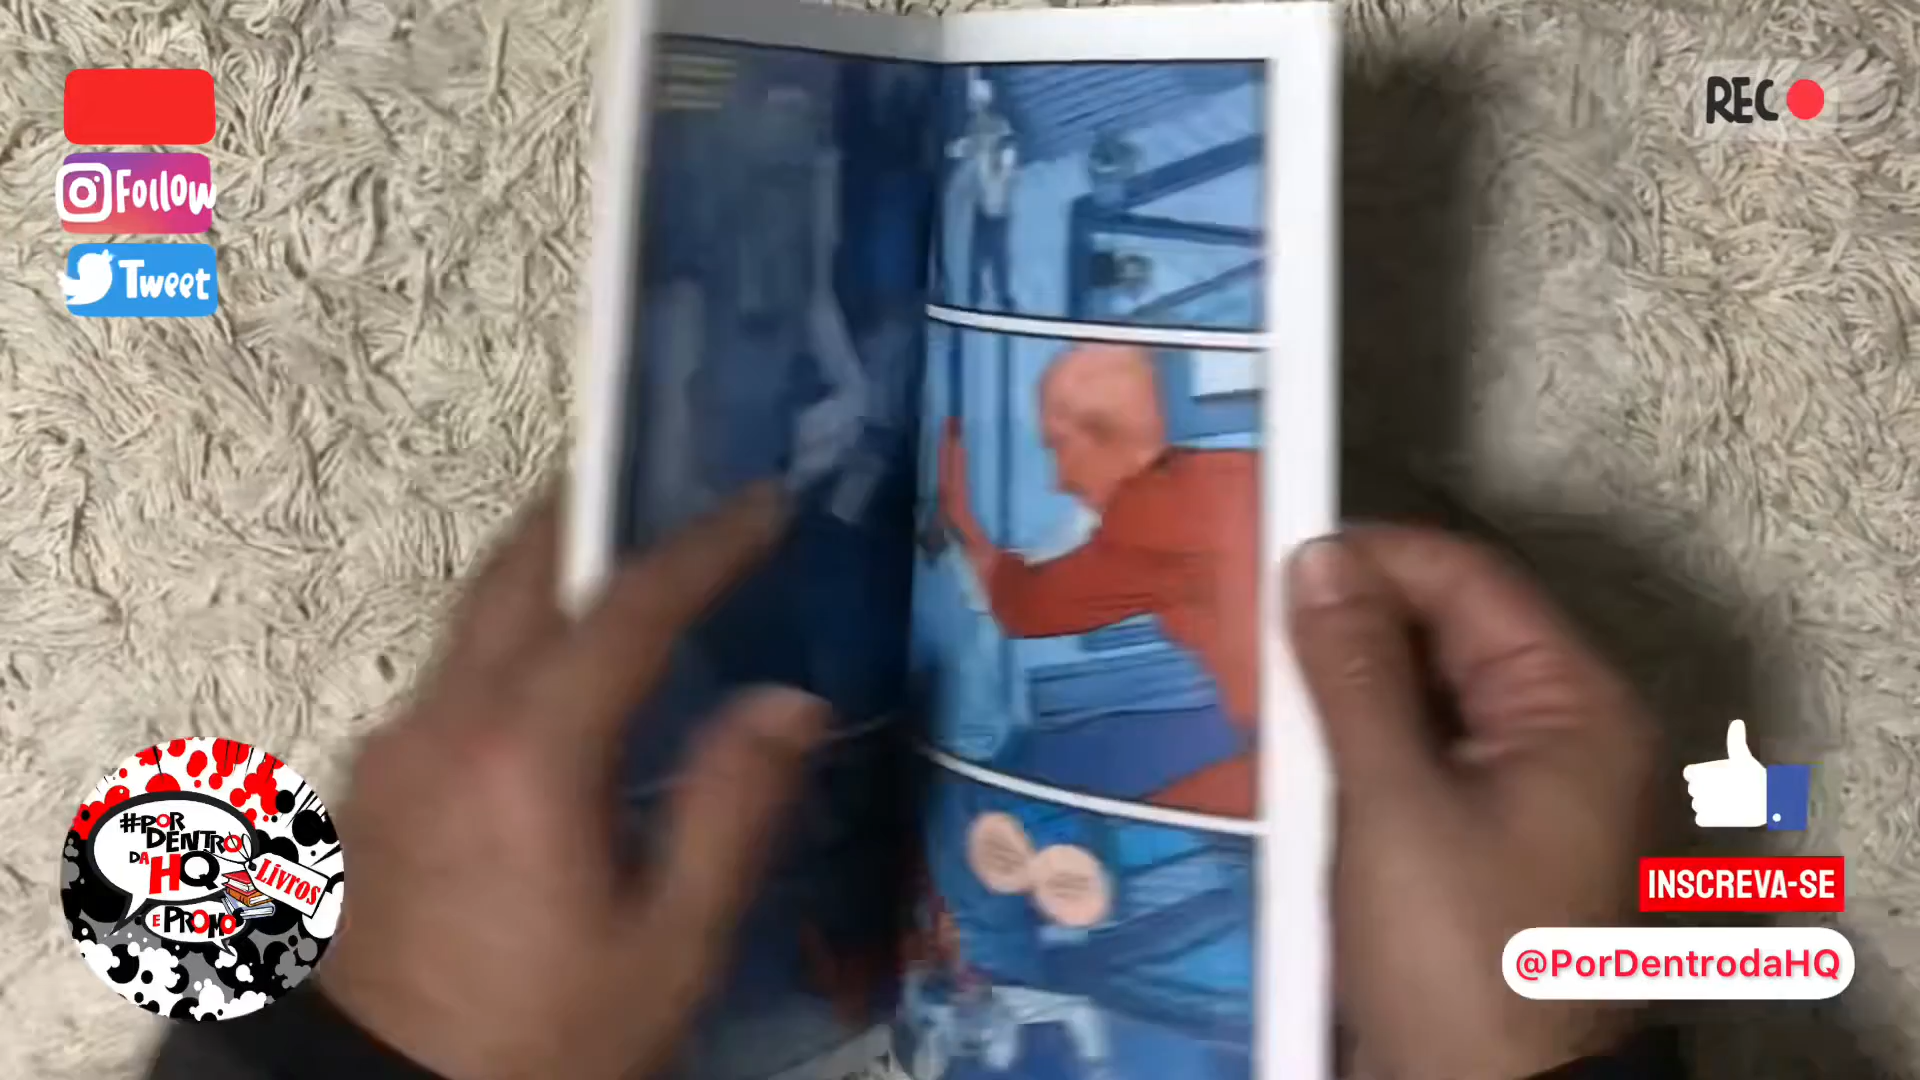 REC
Follow
Tweet
#POR
DENTRO
DA HQ
Livros
E PROMO
INSCREVA-SE
@PorDentrodaHQ